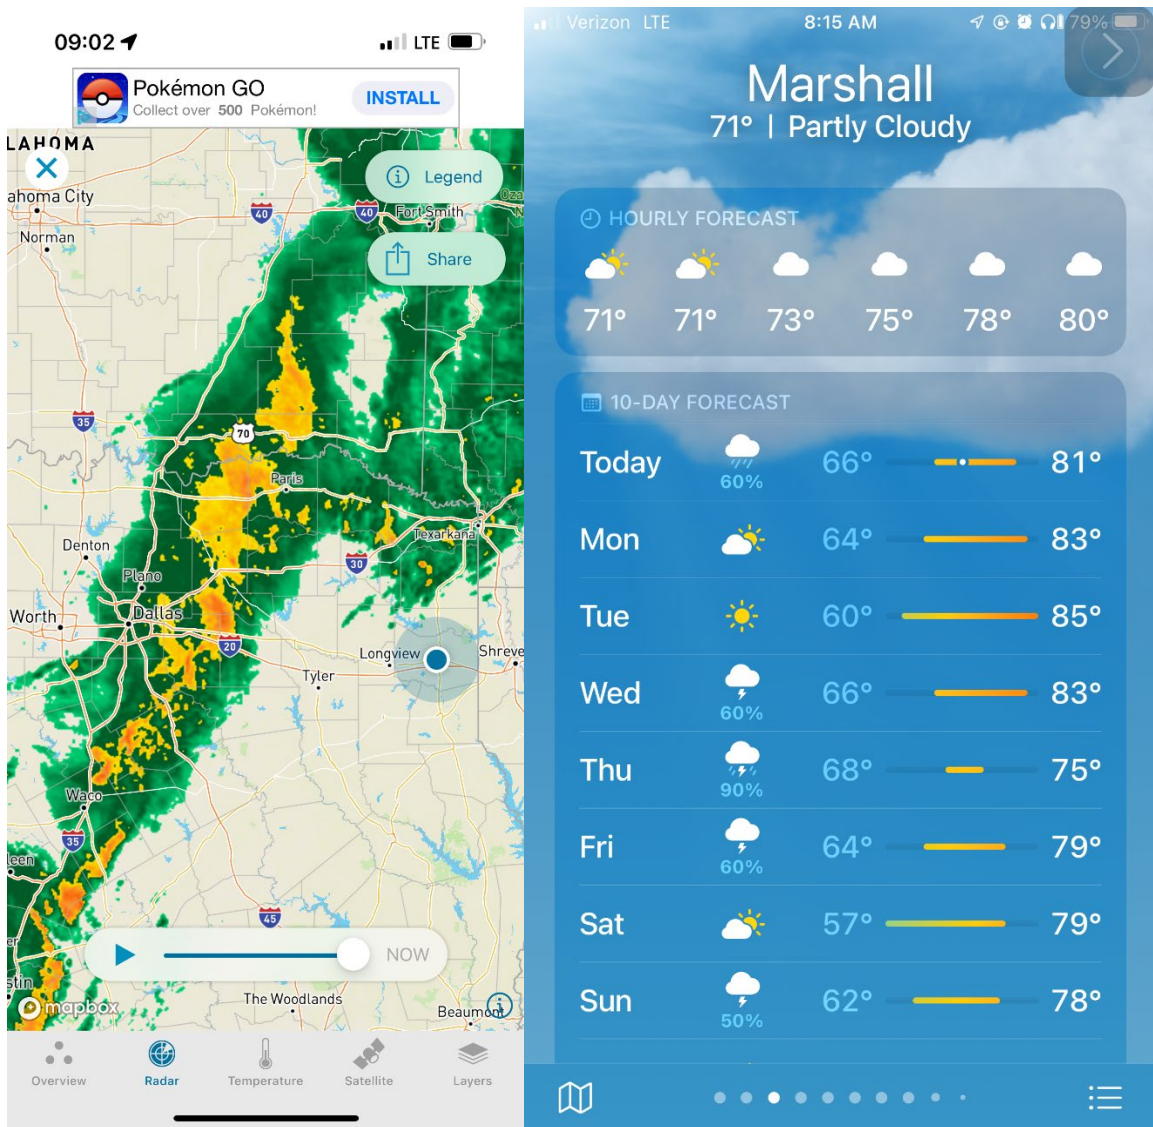 09:02
LTE
Pokémon GO
Collect over 500 Pokémon!
INSTALL
LAHOMA
Legend
ahoma City
40
40
Fort Smith
Oza
Norman
Share
35
70
Paris
Texarkana
Denton
30
Plano
Worth
Dallas
20
Longview
Shreve
Tyler
Waco
35
een
45
NOW
stin
mapbox
The Woodlands
Beaumont
Overview
Radar
Temperature
Satellite
Layers
Verizon LTE
8:15 AM
79%
Marshall
71° | Partly Cloudy
HOURLY FORECAST
71° 71° 73° 75° 78° 80°
10-DAY FORECAST
Today 60% 66° 81°
Mon 64° 83°
Tue 60° 85°
Wed 60% 66° 83°
Thu 90% 68° 75°
Fri 60% 64° 79°
Sat 57° 79°
Sun 50% 62° 78°